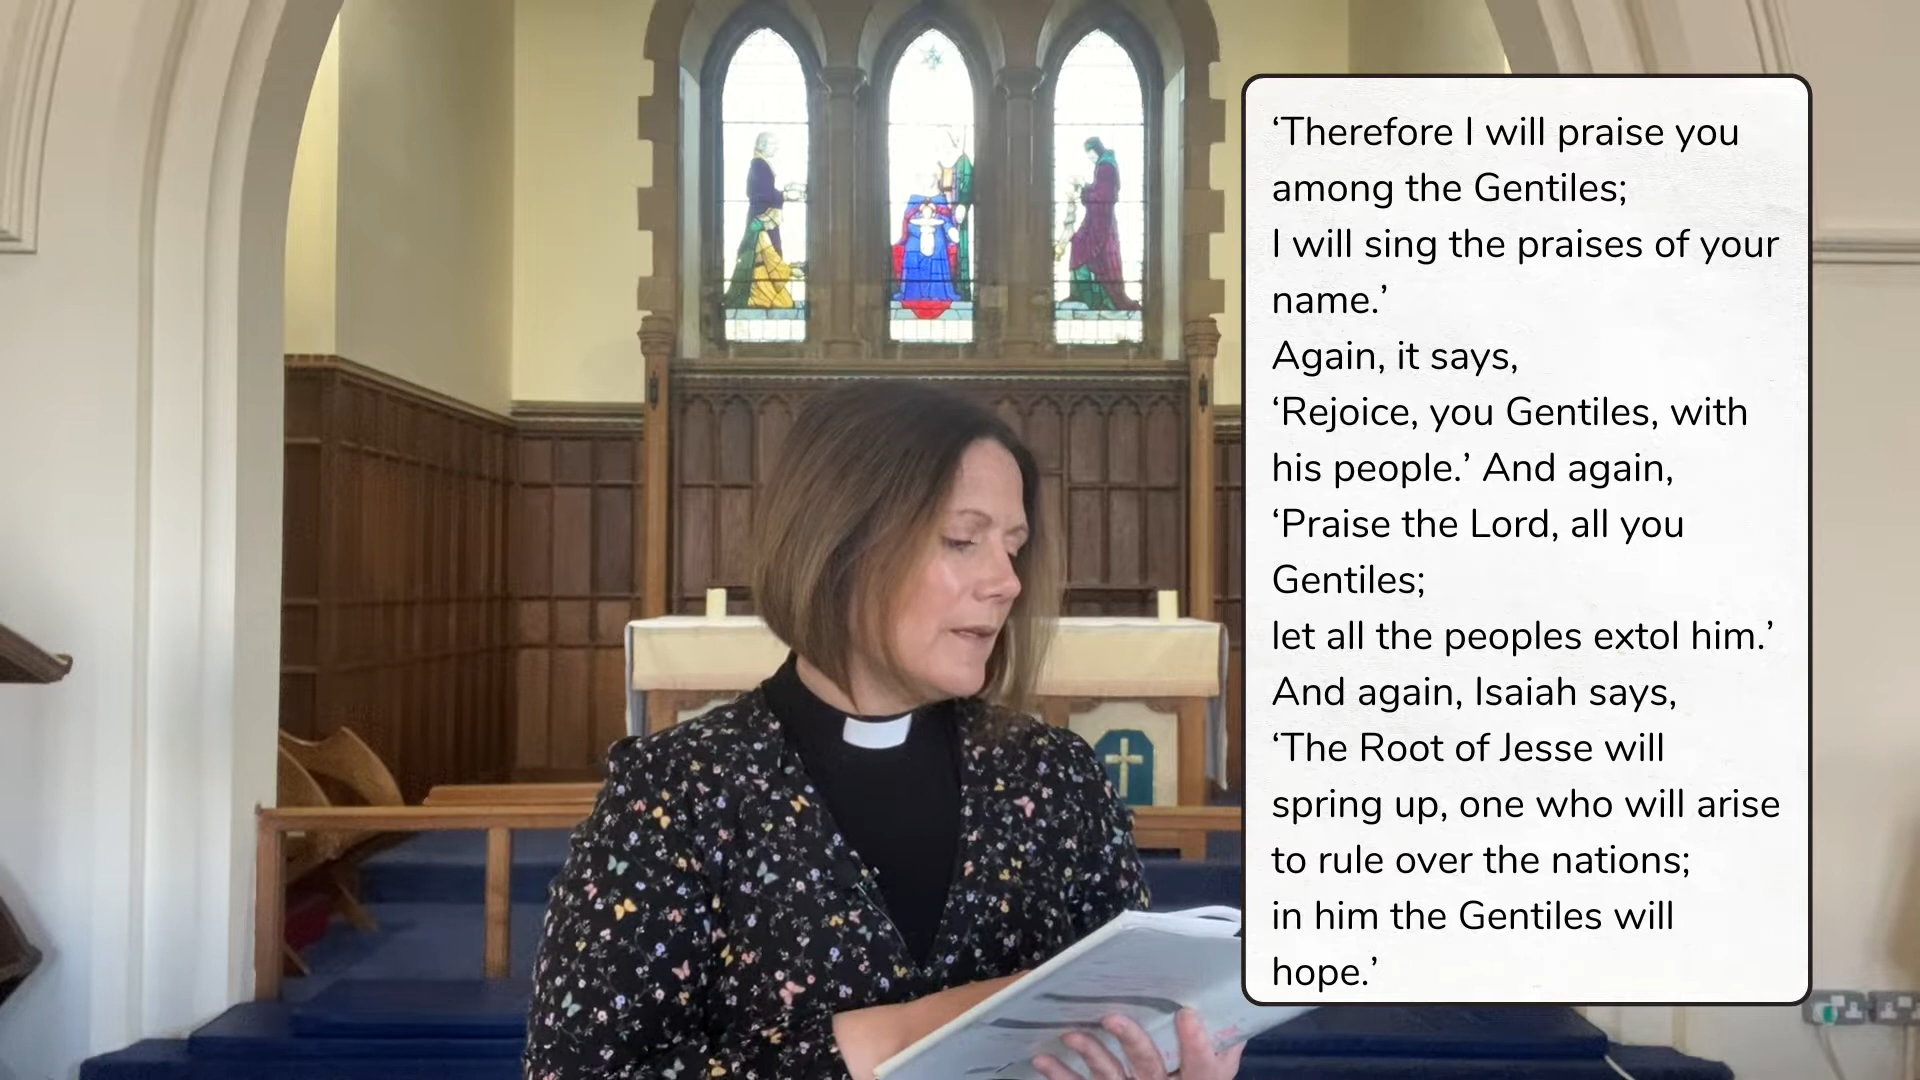 ‘Therefore I will praise you
among the Gentiles;
I will sing the praises of your
name.’
Again, it says,
‘Rejoice, you Gentiles, with
his people.’ And again,
‘Praise the Lord, all you
Gentiles;
let all the peoples extol him.’
And again, Isaiah says,
‘The Root of Jesse will
spring up, one who will arise
to rule over the nations;
in him the Gentiles will
hope.’